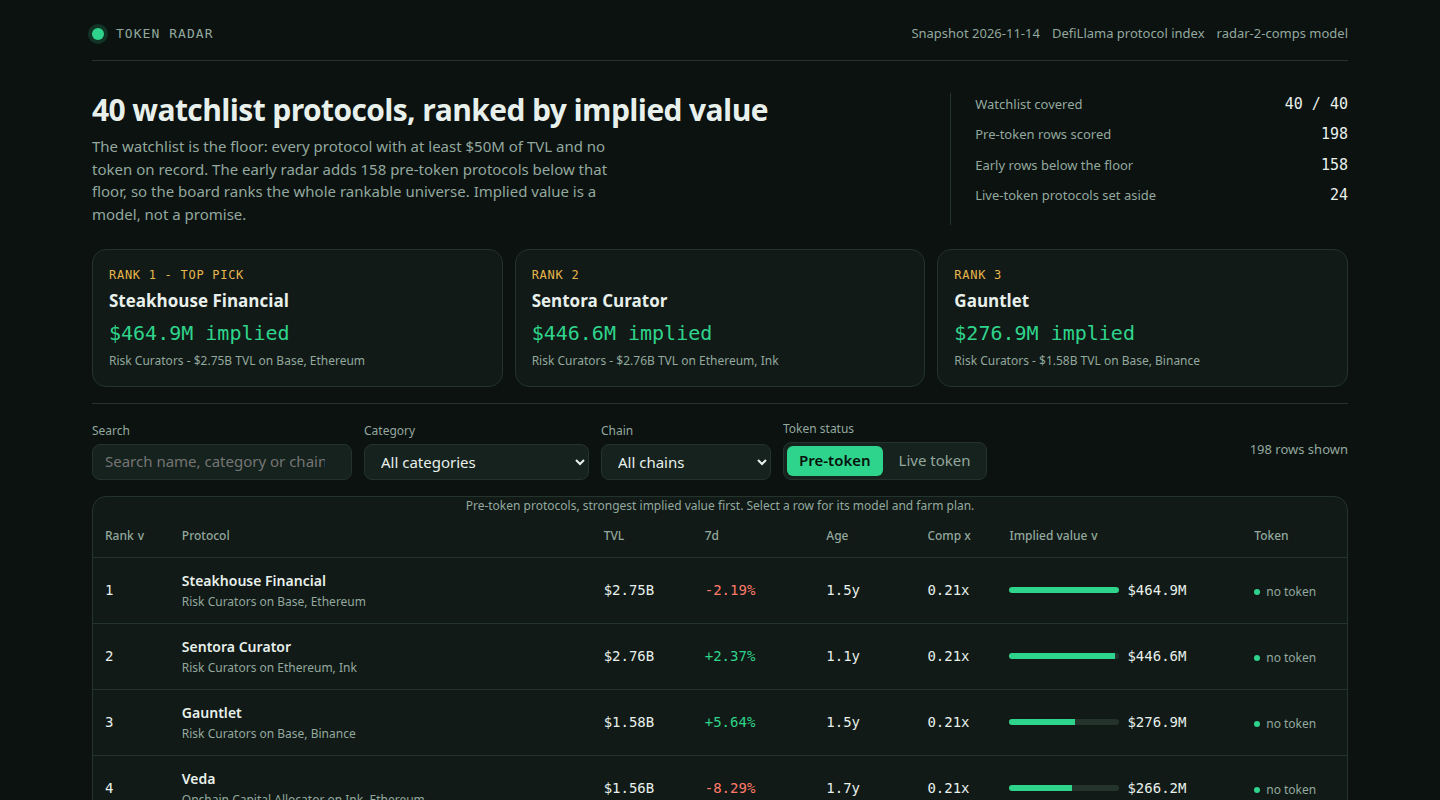 TOKEN RADAR
Snapshot 2026-11-14 DefiLlama protocol index radar-2-comps model
40 watchlist protocols, ranked by implied value
The watchlist is the floor: every protocol with at least $50M of TVL and no
token on record. The early radar adds 158 pre-token protocols below that
floor, so the board ranks the whole rankable universe. Implied value is a
model, not a promise.
Watchlist covered 40 / 40
Pre-token rows scored 198
Early rows below the floor 158
Live-token protocols set aside 24
RANK 1 - TOP PICK
Steakhouse Financial
$464.9M implied
Risk Curators - $2.75B TVL on Base, Ethereum
RANK 2
Sentora Curator
$446.6M implied
Risk Curators - $2.76B TVL on Ethereum, Ink
RANK 3
Gauntlet
$276.9M implied
Risk Curators - $1.58B TVL on Base, Binance
Search
Search name, category or chain
Category
All categories
Chain
All chains
Token status
Pre-token Live token
198 rows shown
Pre-token protocols, strongest implied value first. Select a row for its model and farm plan.
Rank v Protocol TVL 7d Age Comp x Implied value v Token
1 Steakhouse Financial $2.75B -2.19% 1.5y 0.21x $464.9M no token
Risk Curators on Base, Ethereum
2 Sentora Curator $2.76B +2.37% 1.1y 0.21x $446.6M no token
Risk Curators on Ethereum, Ink
3 Gauntlet $1.58B +5.64% 1.5y 0.21x $276.9M no token
Risk Curators on Base, Binance
4 Veda $1.56B -8.29% 1.7y 0.21x $266.2M no token
Onchain Capital Allocator on Ink, Ethereum